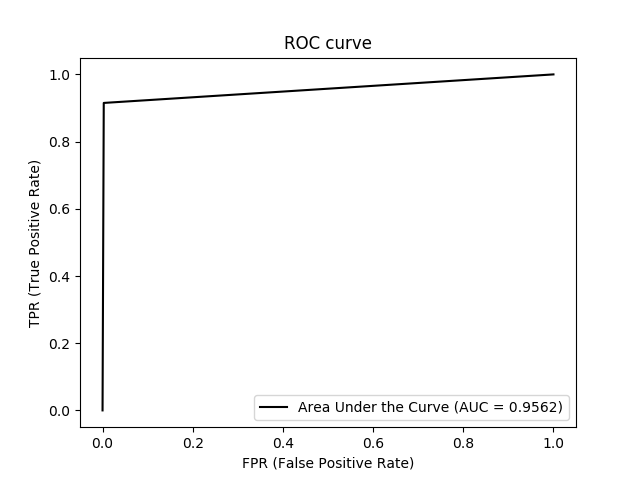 ROC curve
1.0
0.8
0.6
0.4
0.2
0.0
TPR (True Positive Rate)
Area Under the Curve (AUC = 0.9562)
0.0 0.2 0.4 0.6 0.8 1.0
FPR (False Positive Rate)